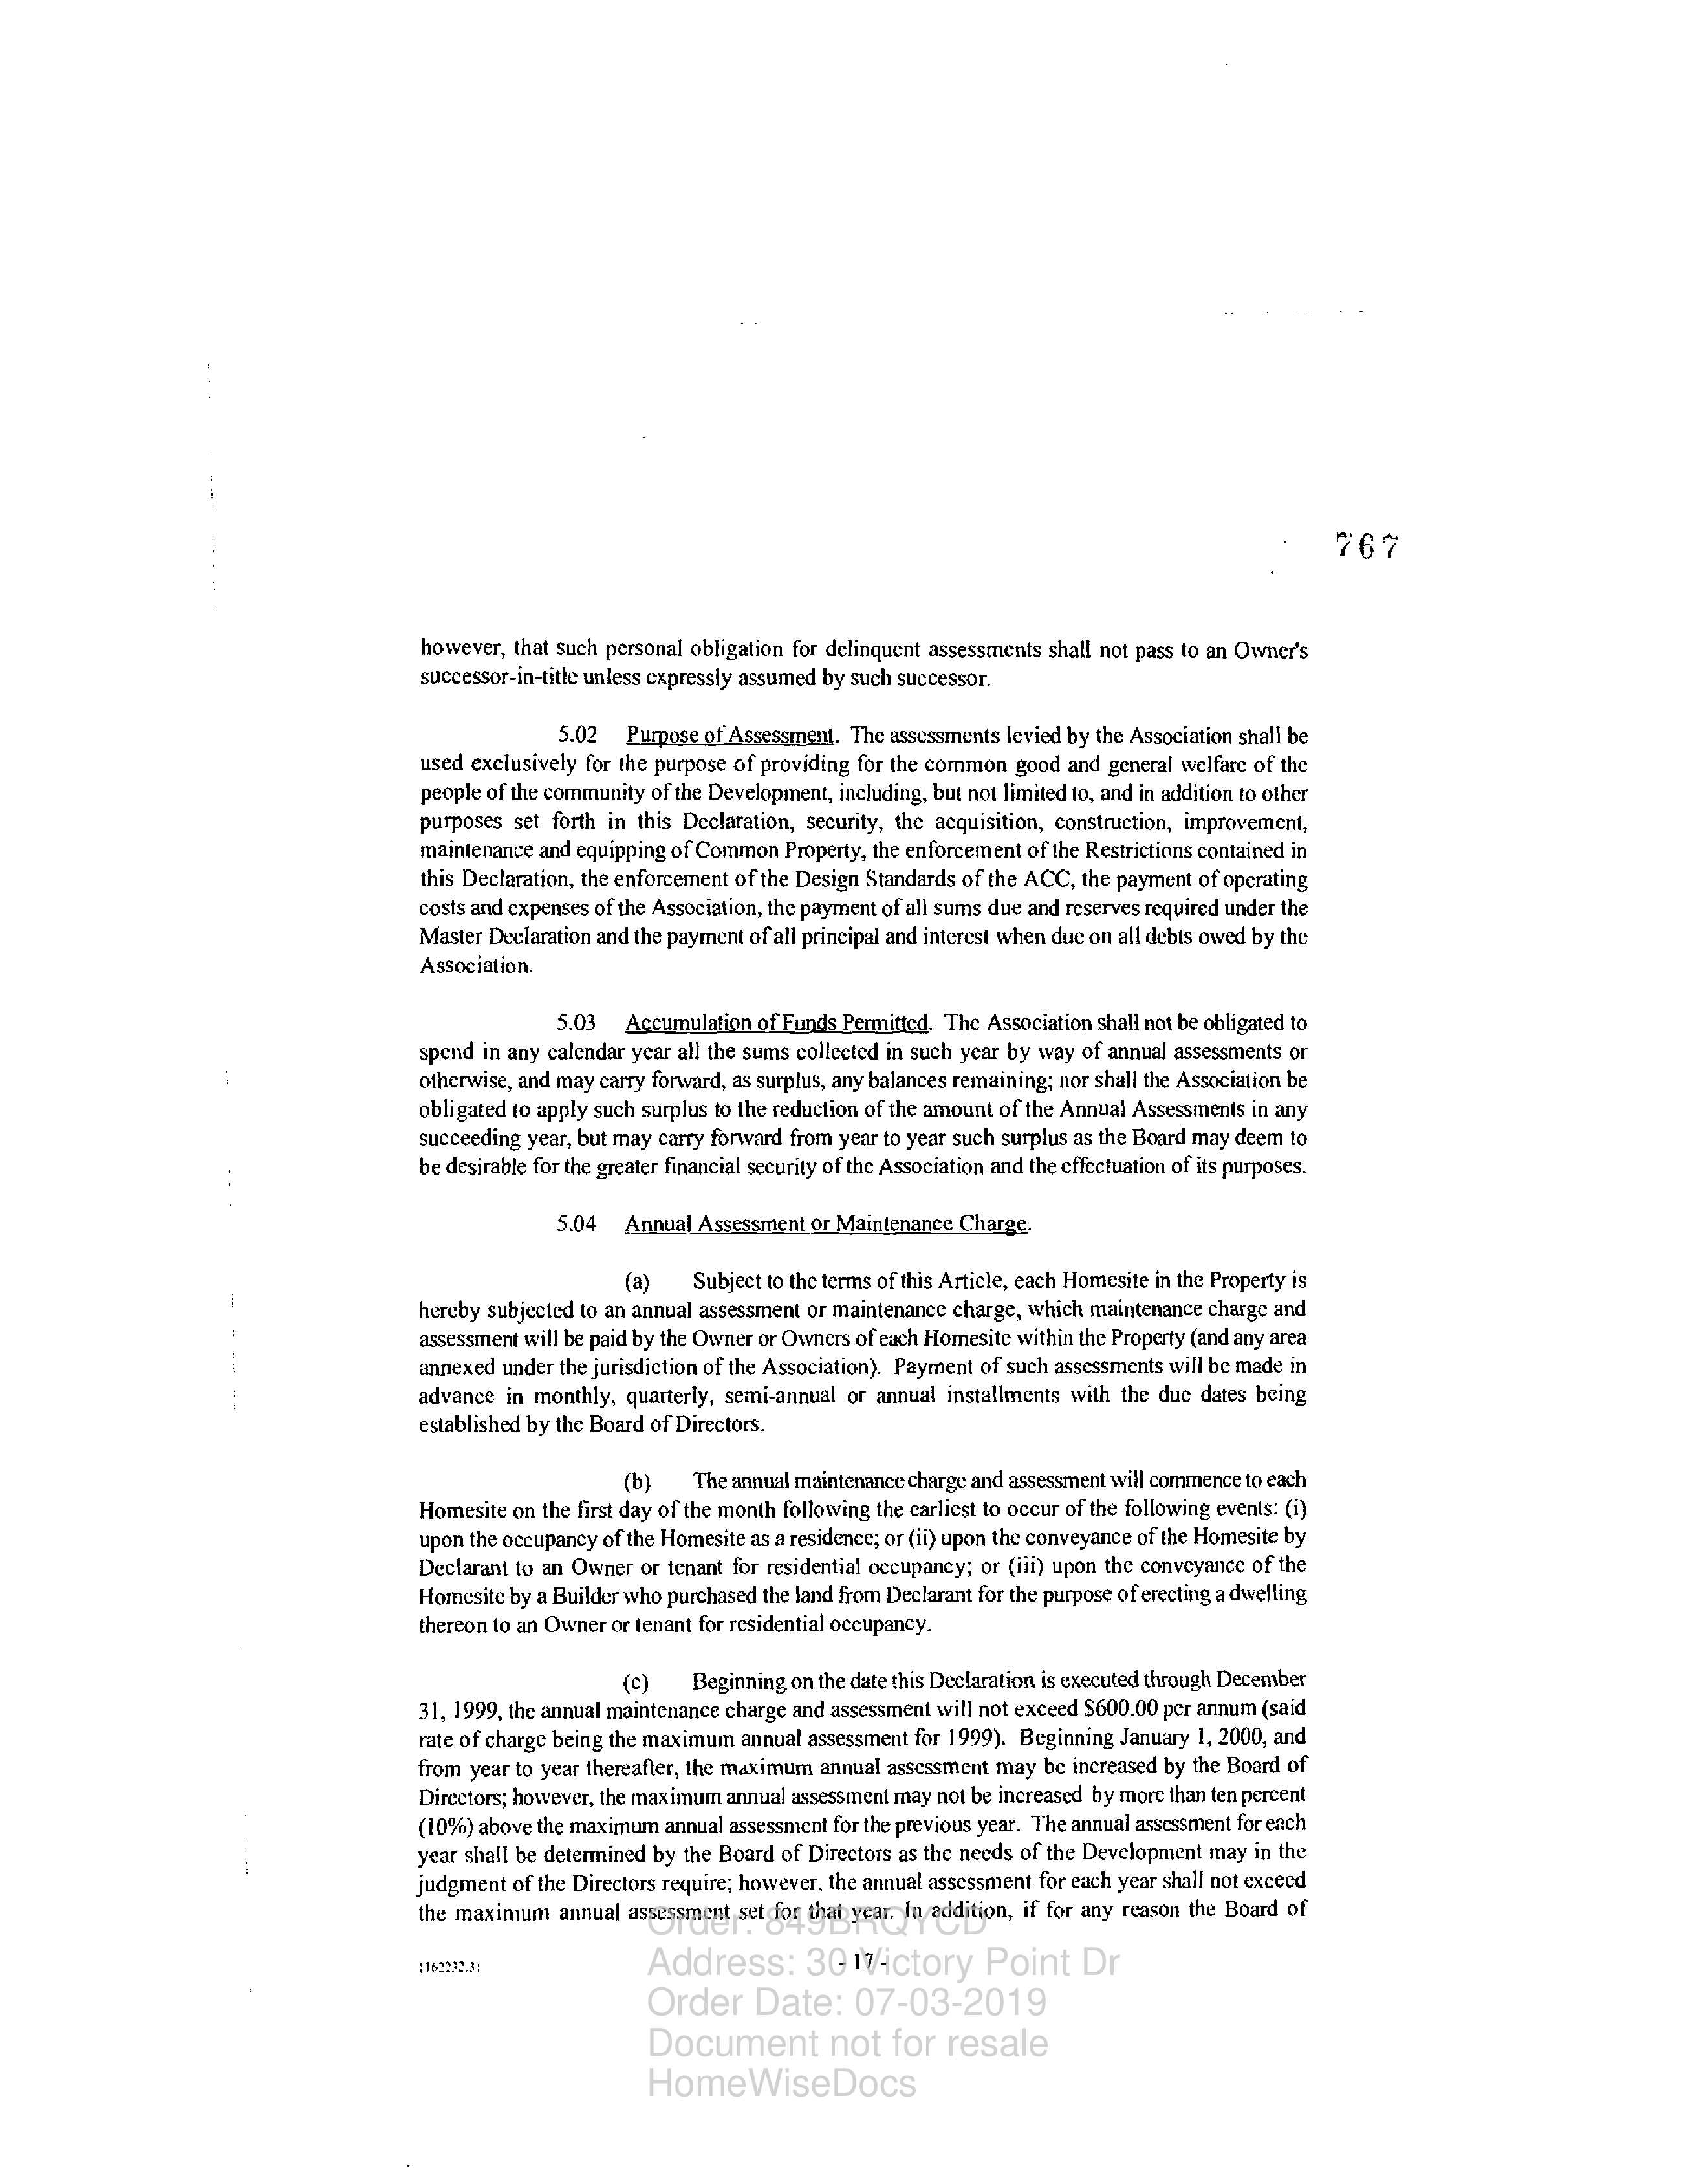 767
however, that such personal obligation for delinquent assessments shall not pass to an Owner's
successor-in-title unless expressly assumed by such successor.
5.02 Purpose of Assessment. The assessments levied by the Association shall be
used exclusively for the purpose of providing for the common good and general welfare of the
people of the community of the Development, including, but not limited to, and in addition to other
purposes set forth in this Declaration, security, the acquisition, construction, improvement,
maintenance and equipping of Common Property, the enforcement of the Restrictions contained in
this Declaration, the enforcement of the Design Standards of the ACC, the payment of operating
costs and expenses of the Association, the payment of all sums due and reserves required under the
Master Declaration and the payment of all principal and interest when due on all debts owed by the
Association.
5.03 Accumulation of Funds Permitted. The Association shall not be obligated to
spend in any calendar year all the sums collected in such year by way of annual assessments or
otherwise, and may carry forward, as surplus, any balances remaining; nor shall the Association be
obligated to apply such surplus to the reduction of the amount of the Annual Assessments in any
succeeding year, but may carry forward from year to year such surplus as the Board may deem to
be desirable for the greater financial security of the Association and the effectuation of its purposes.
5.04 Annual Assessment or Maintenance Charge.
(a) Subject to the terms of this Article, each Homesite in the Property is
hereby subjected to an annual assessment or maintenance charge, which maintenance charge and
assessment will be paid by the Owner or Owners of each Homesite within the Property (and any area
annexed under the jurisdiction of the Association). Payment of such assessments will be made in
advance in monthly, quarterly, semi-annual or annual installments with the due dates being
established by the Board of Directors.
(b) The annual maintenance charge and assessment will commence to each
Homesite on the first day of the month following the earliest to occur of the following events: (i)
upon the occupancy of the Homesite as a residence; or (ii) upon the conveyance of the Homesite by
Declarant to an Owner or tenant for residential occupancy; or (iii) upon the conveyance of the
Homesite by a Builder who purchased the land from Declarant for the purpose of erecting a dwelling
thereon to an Owner or tenant for residential occupancy.
(c) Beginning on the date this Declaration is executed through December
31, 1999, the annual maintenance charge and assessment will not exceed $600.00 per annum (said
rate of charge being the maximum annual assessment for 1999). Beginning January 1, 2000, and
from year to year thereafter, the maximum annual assessment may be increased by the Board of
Directors; however, the maximum annual assessment may not be increased by more than ten percent
(10%) above the maximum annual assessment for the previous year. The annual assessment for each
year shall be determined by the Board of Directors as the needs of the Development may in the
judgment of the Directors require; however, the annual assessment for each year shall not exceed
the maximum annual assessment set for that year. In addition, if for any reason the Board of
Order: 849BRQYCD
- 17 -
Address: 30 Victory Point Dr
Order Date: 07-03-2019
Document not for resale
HomeWiseDocs